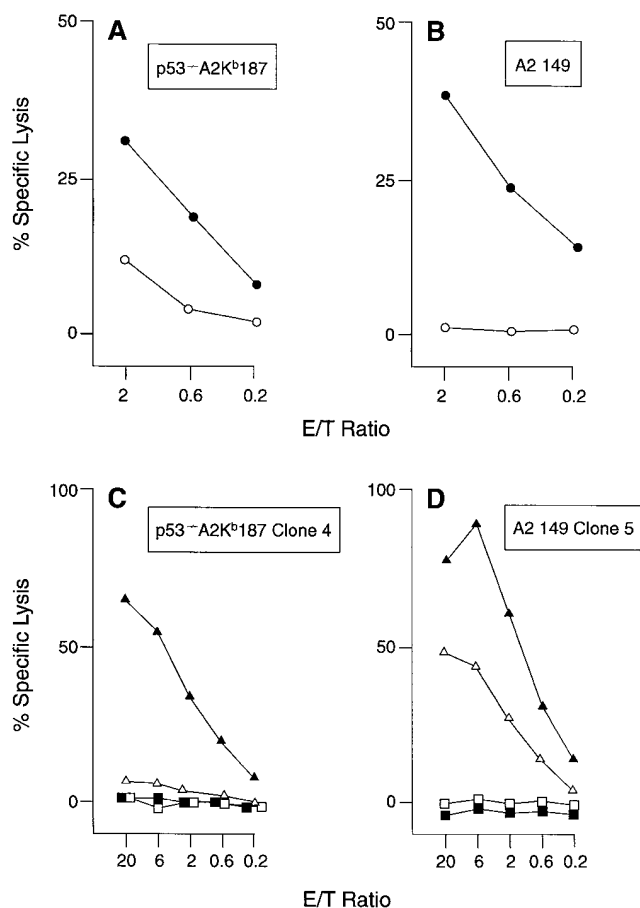 A
p53⁻/⁻A2Kᵇ187
50
25
0
% Specific Lysis
2
0.6
0.2
B
A2 149
50
25
0
2
0.6
0.2
E/T Ratio
C
p53⁻/⁻A2Kᵇ187 Clone 4
100
50
0
% Specific Lysis
20
6
2
0.6
0.2
D
A2 149 Clone 5
100
50
0
20
6
2
0.6
0.2
E/T Ratio